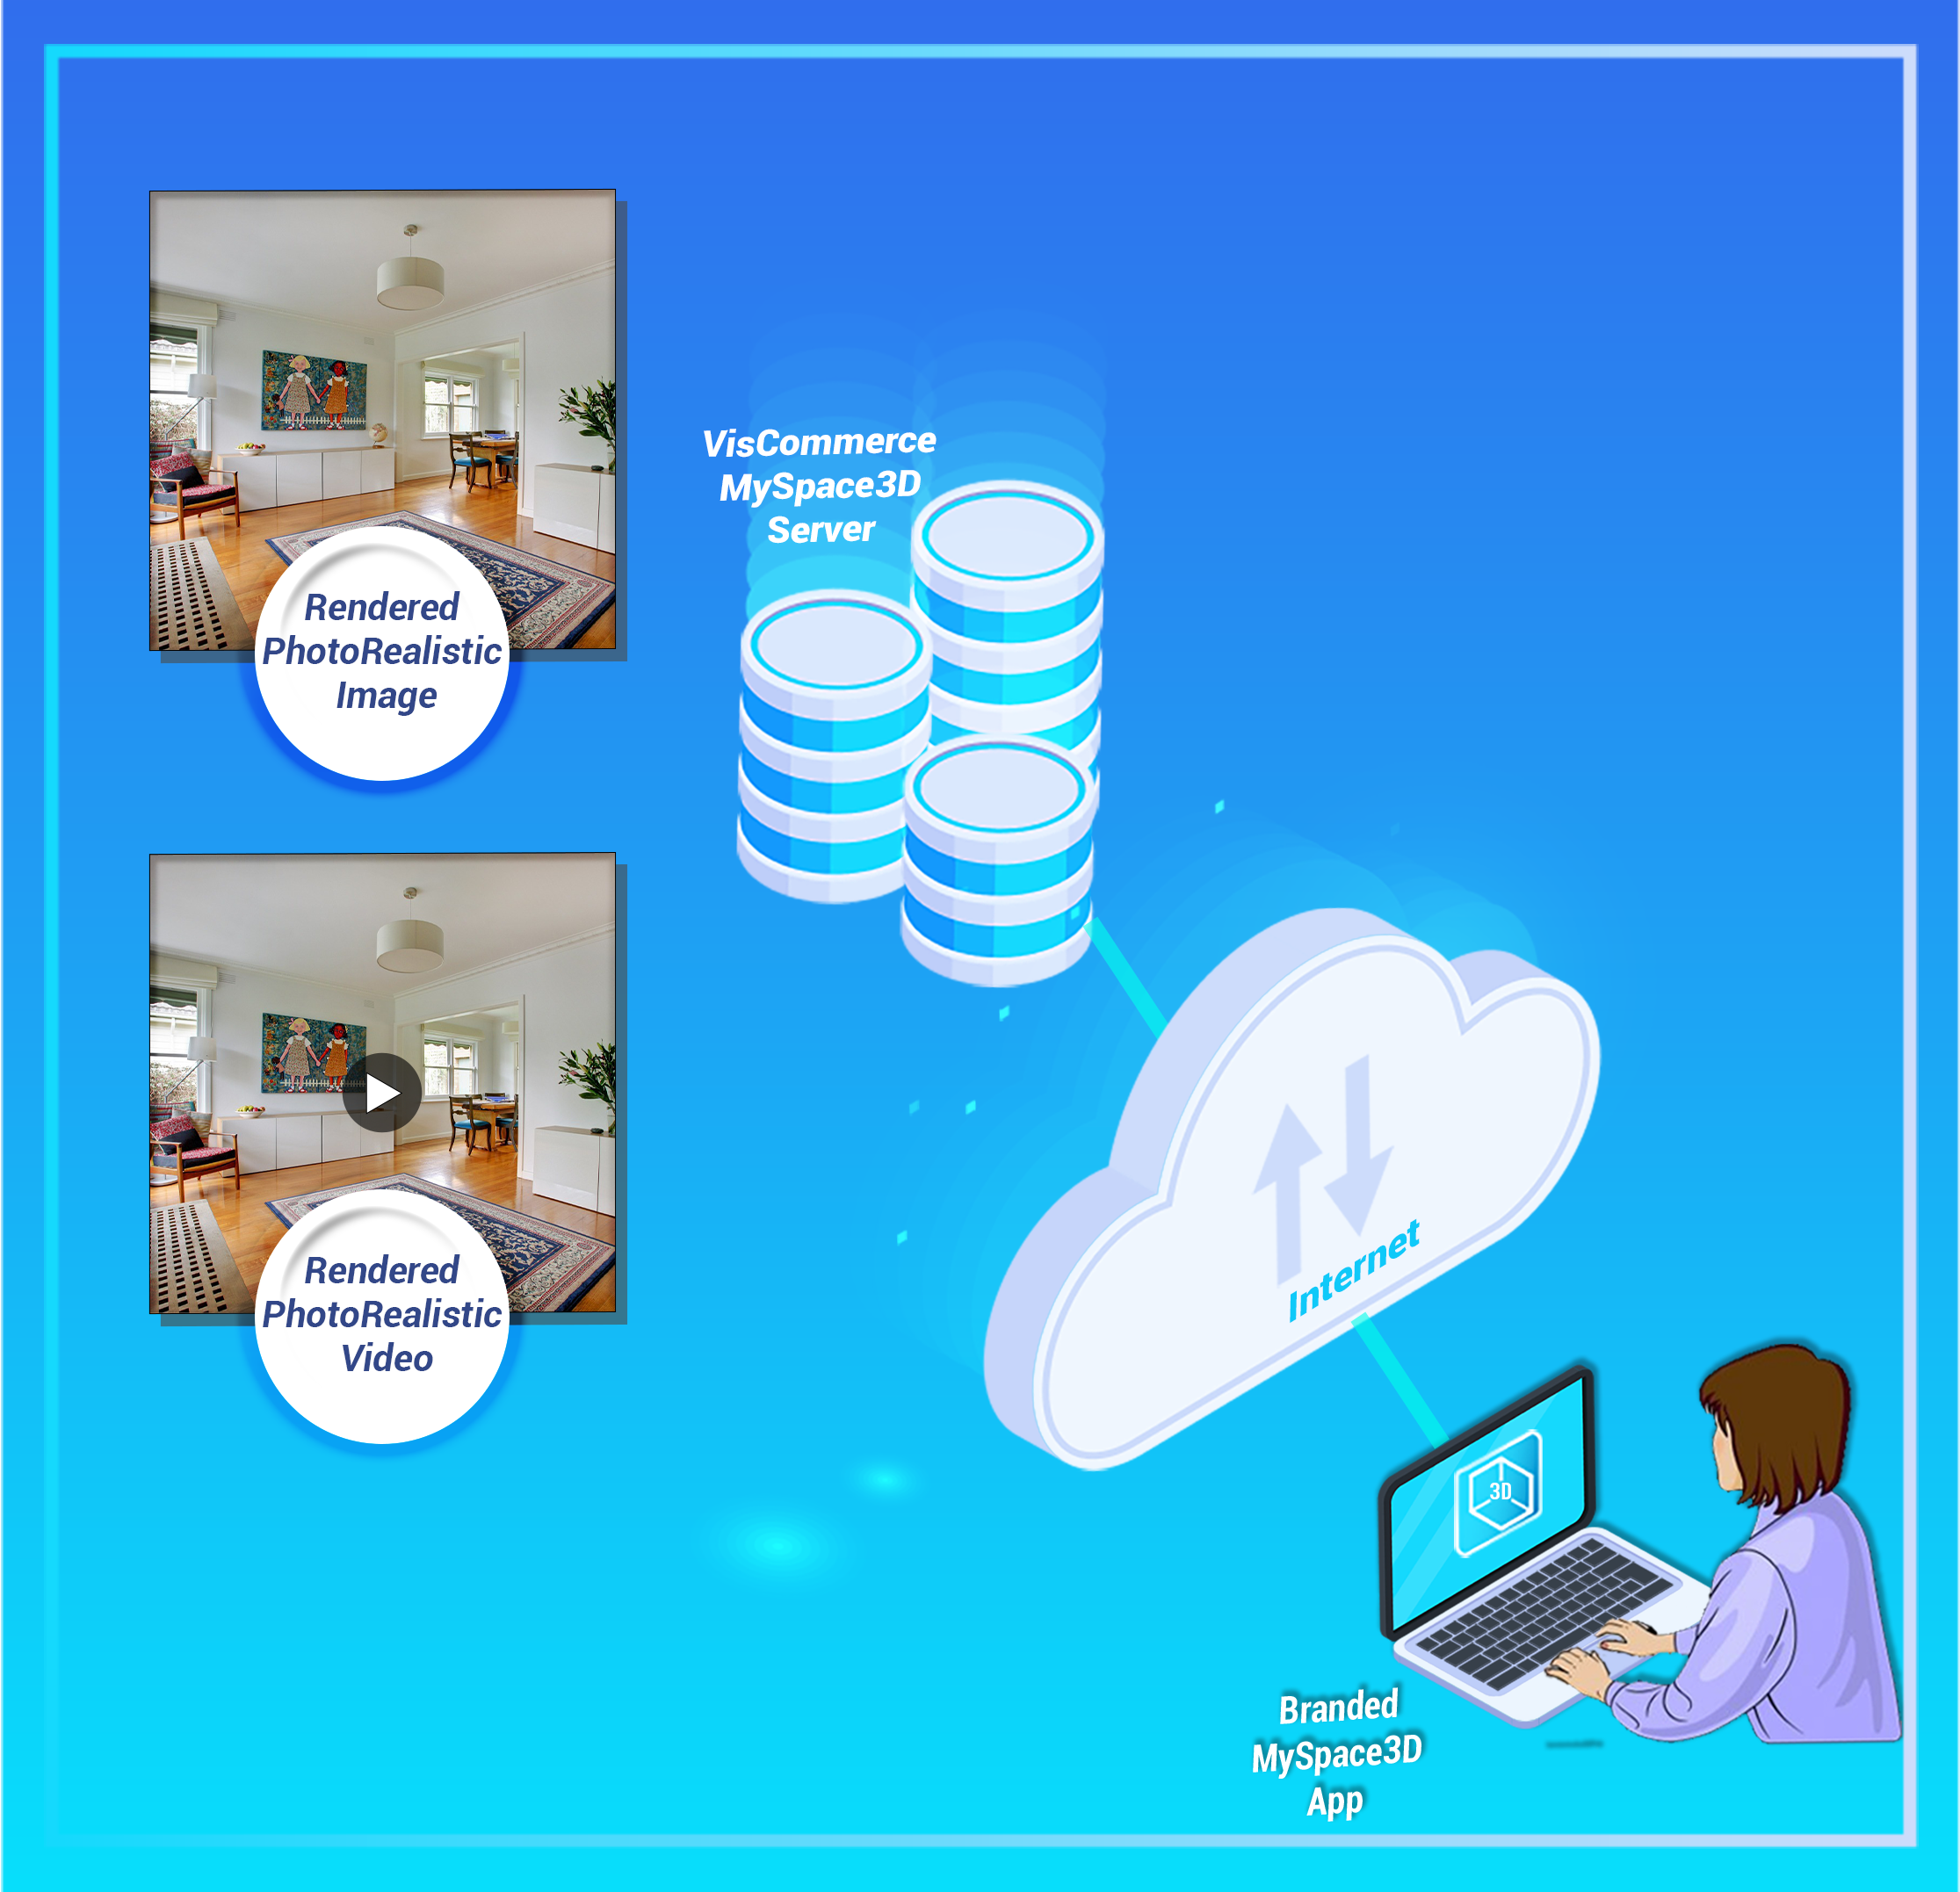 VisCommerce
MySpace3D
Server
Rendered
PhotoRealistic
Image
Rendered
PhotoRealistic
Video
Internet
3D
Branded
MySpace3D
App